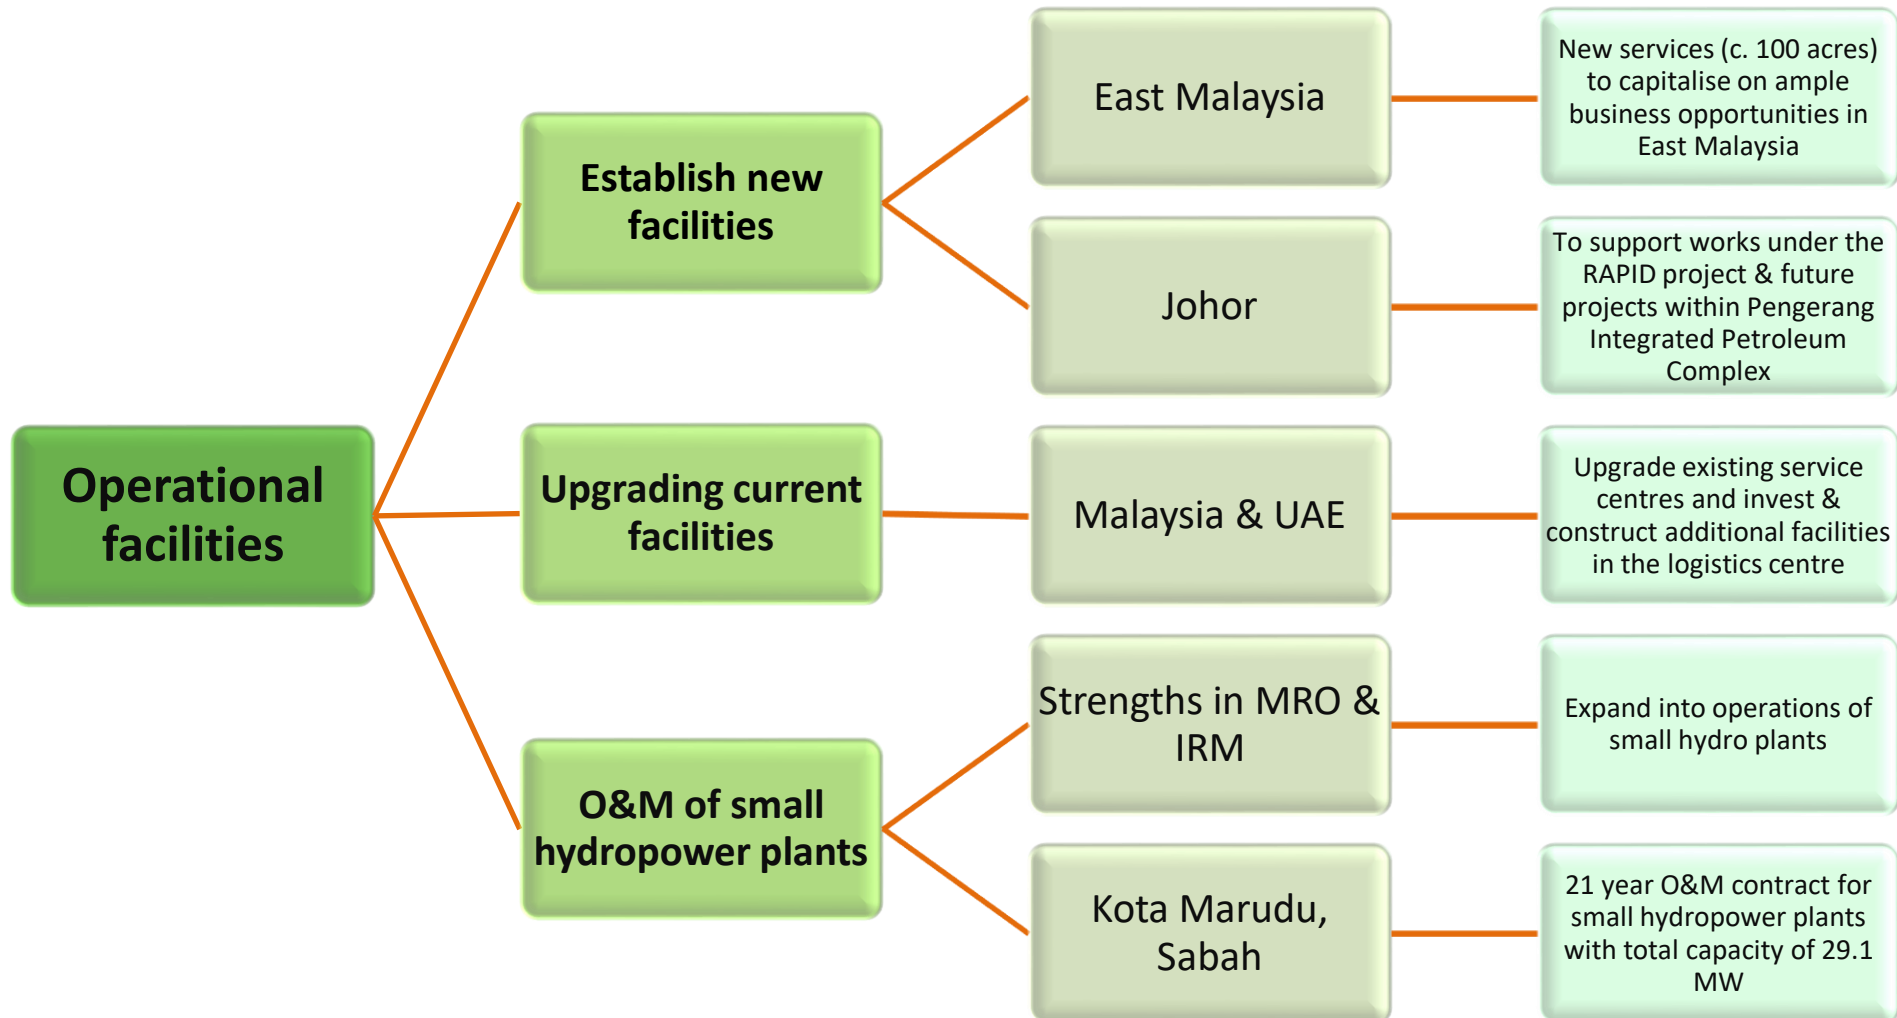 Operational
facilities
Establish new
facilities
East Malaysia
New services (c. 100 acres)
to capitalise on ample
business opportunities in
East Malaysia
Johor
To support works under the
RAPID project & future
projects within Pengerang
Integrated Petroleum
Complex
Upgrading current
facilities
Malaysia & UAE
Upgrade existing service
centres and invest &
construct additional facilities
in the logistics centre
O&M of small
hydropower plants
Strengths in MRO &
IRM
Expand into operations of
small hydro plants
Kota Marudu,
Sabah
21 year O&M contract for
small hydropower plants
with total capacity of 29.1
MW